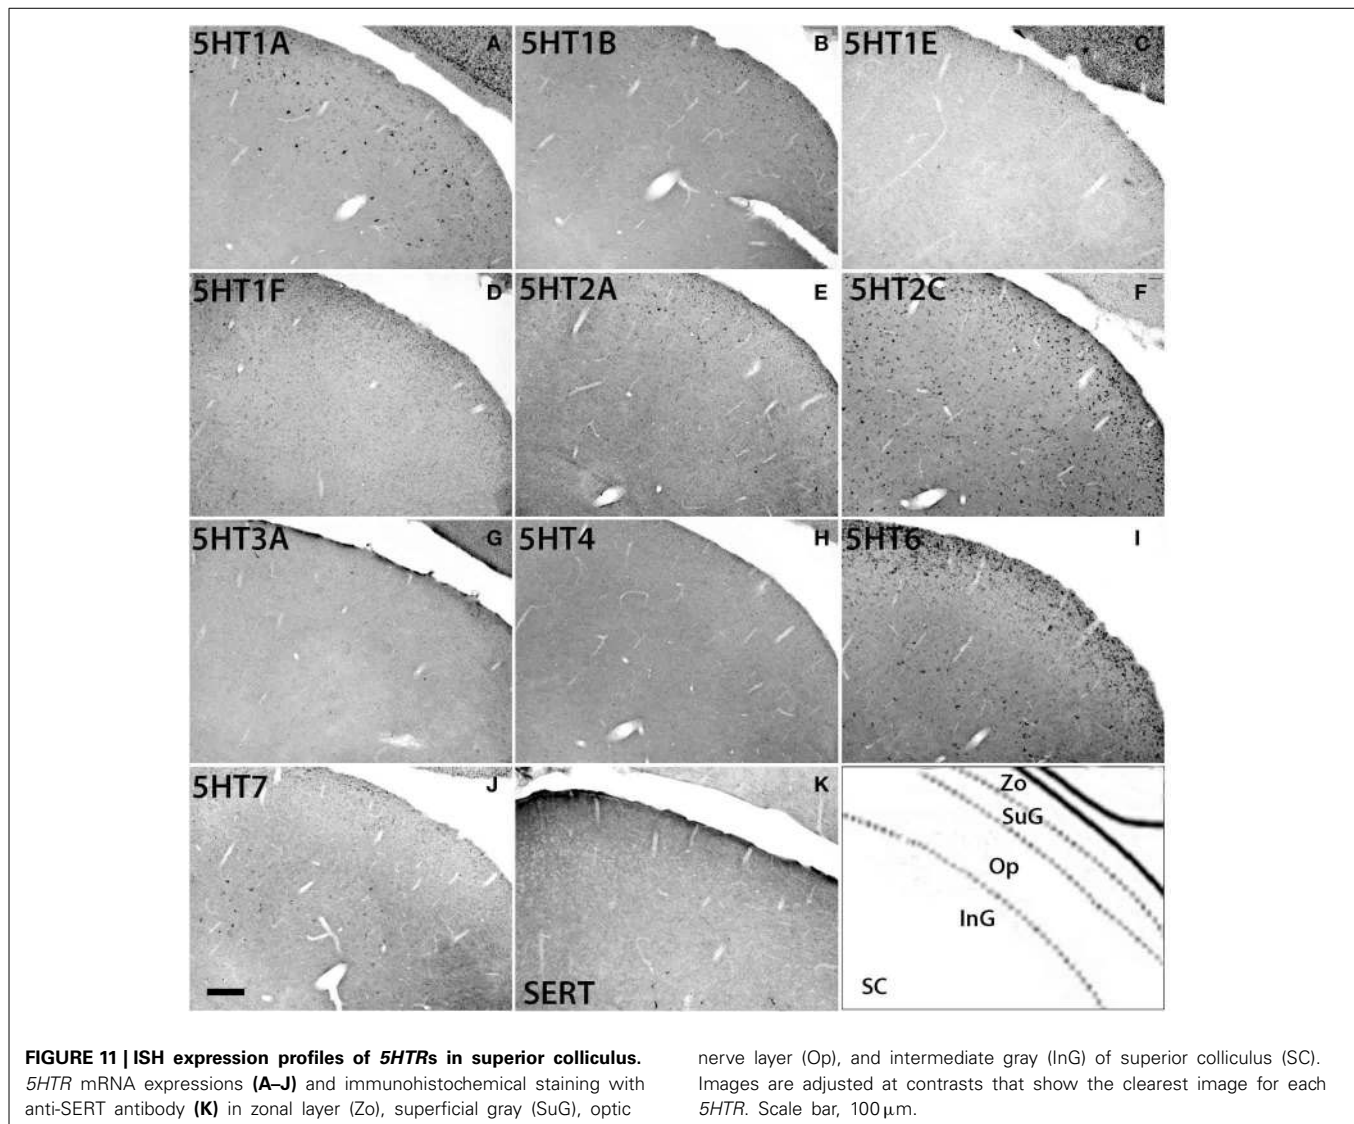 5HT1A A
5HT1B B
5HT1E C
5HT1F D
5HT2A E
5HT2C F
5HT3A G
5HT4 H
5HT6 I
5HT7 J
SERT K
Zo
SuG
Op
InG
SC
FIGURE 11 | ISH expression profiles of 5HTRs in superior colliculus.
5HTR mRNA expressions (A–J) and immunohistochemical staining with
anti-SERT antibody (K) in zonal layer (Zo), superficial gray (SuG), optic
nerve layer (Op), and intermediate gray (InG) of superior colliculus (SC).
Images are adjusted at contrasts that show the clearest image for each
5HTR. Scale bar, 100 μm.